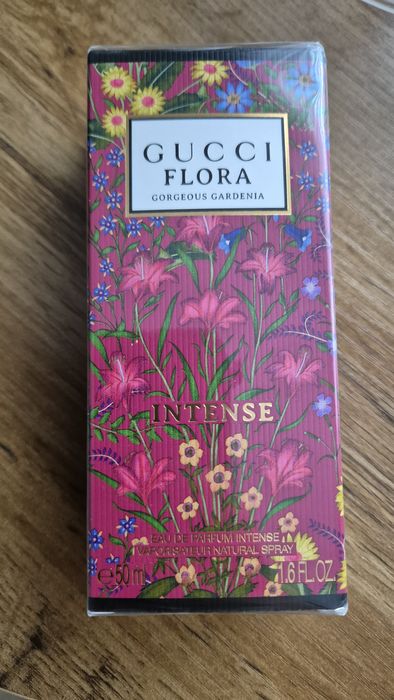 GUCCI
FLORA
GORGEOUS GARDENIA
INTENSE
EAU DE PARFUM INTENSE
VAPORISATEUR NATURAL SPRAY
℮50 ml 1.6 FL.OZ.